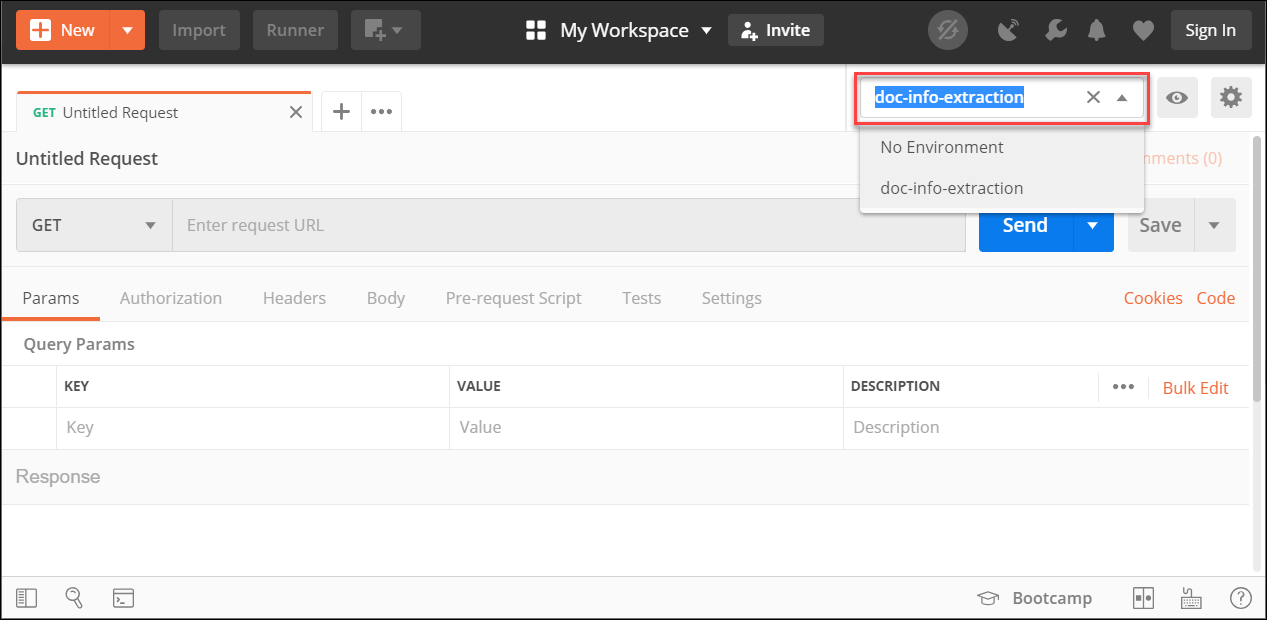 New
Import
Runner
My Workspace
Invite
Sign In
GET Untitled Request
doc-info-extraction
No Environment
doc-info-extraction
Untitled Request
(0)
GET
Enter request URL
Send
Save
Params
Authorization
Headers
Body
Pre-request Script
Tests
Settings
Cookies
Code
Query Params
KEY
VALUE
DESCRIPTION
Bulk Edit
Key
Value
Description
Response
Bootcamp